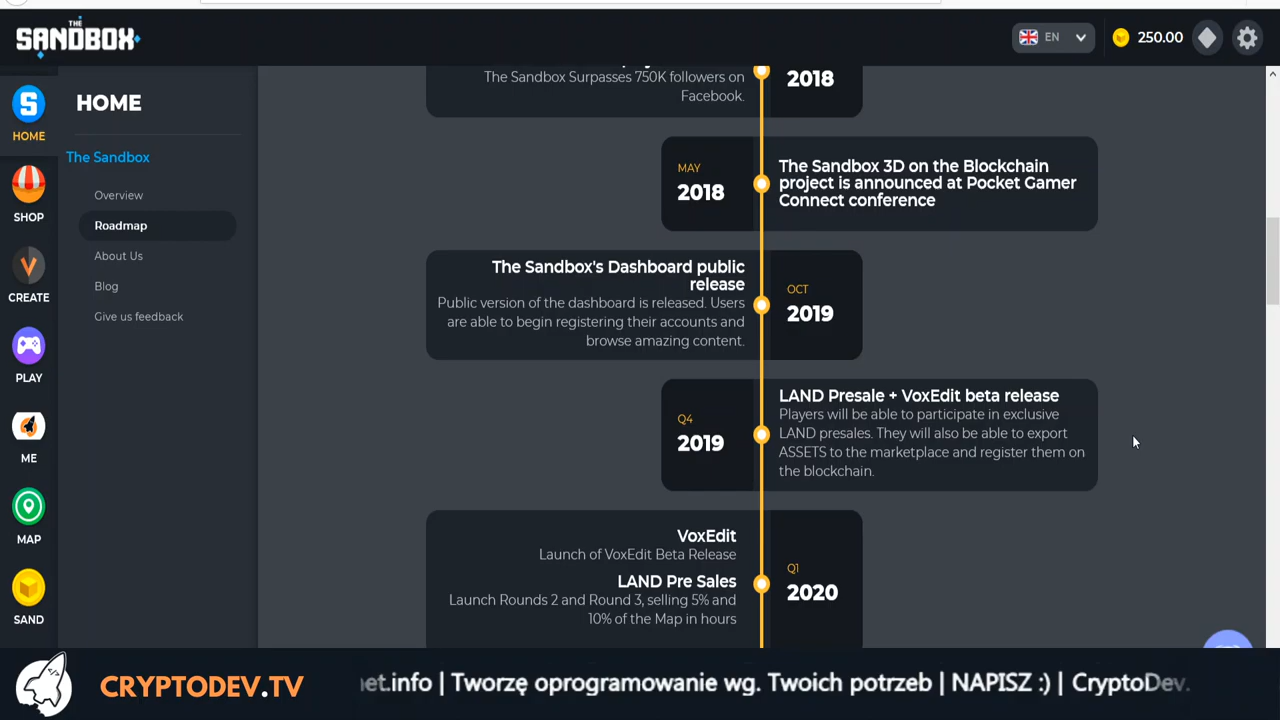 THE
SANDBOX
EN
250.00
HOME
SHOP
CREATE
PLAY
ME
MAP
SAND
HOME
The Sandbox
Overview
Roadmap
About Us
Blog
Give us feedback
The Sandbox Surpasses 750K followers on
Facebook.
2018
MAY
2018
The Sandbox 3D on the Blockchain
project is announced at Pocket Gamer
Connect conference
The Sandbox's Dashboard public
release
Public version of the dashboard is released. Users
are able to begin registering their accounts and
browse amazing content.
OCT
2019
Q4
2019
LAND Presale + VoxEdit beta release
Players will be able to participate in exclusive
LAND presales. They will also be able to export
ASSETS to the marketplace and register them on
the blockchain.
VoxEdit
Launch of VoxEdit Beta Release
LAND Pre Sales
Launch Rounds 2 and Round 3, selling 5% and
10% of the Map in hours
Q1
2020
CRYPTODEV.TV
net.info | Tworzę oprogramowanie wg. Twoich potrzeb | NAPISZ :) | CryptoDev.